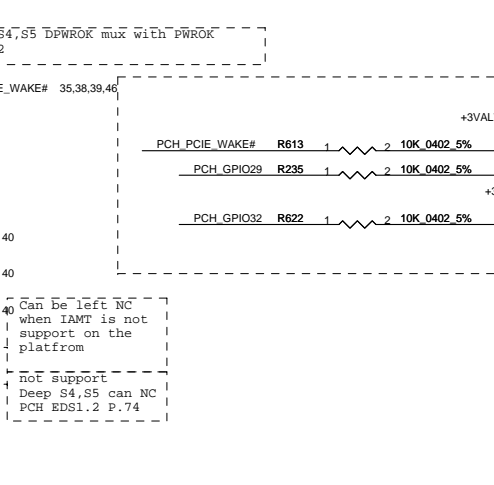 S4,S5 DPWROK mux with PWROK
2
E_WAKE# 35,38,39,46
+3VAL
PCH_PCIE_WAKE# R613 1 2 10K_0402_5%
PCH_GPIO29 R235 1 2 10K_0402_5%
+3
PCH_GPIO32 R622 1 2 10K_0402_5%
40
40
40
Can be left NC
when IAMT is not
support on the
platfrom
not support
Deep S4,S5 can NC
PCH EDS1.2 P.74